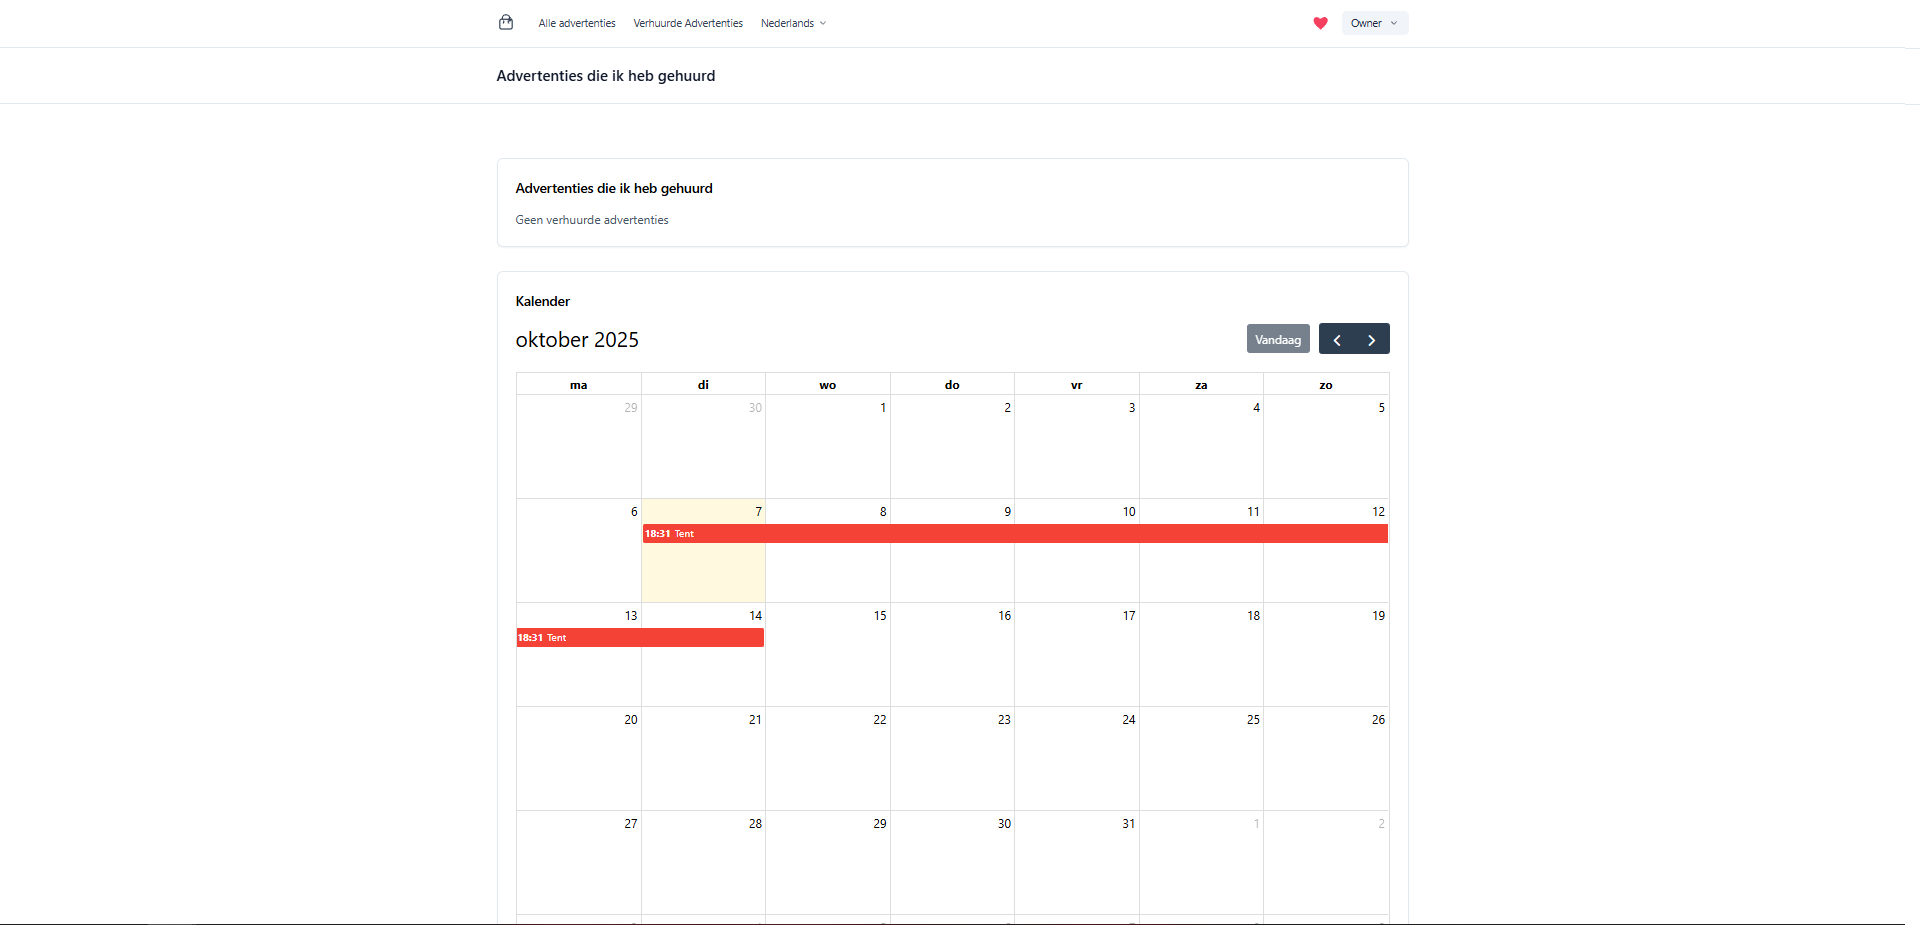 Alle advertenties Verhuurde Advertenties Nederlands Owner
Advertenties die ik heb gehuurd
Advertenties die ik heb gehuurd
Geen verhuurde advertenties
Kalender
oktober 2025 Vandaag
ma di wo do vr za zo
29 30 1 2 3 4 5
6 7 8 9 10 11 12
18:31 Tent
13 14 15 16 17 18 19
18:31 Tent
20 21 22 23 24 25 26
27 28 29 30 31 1 2